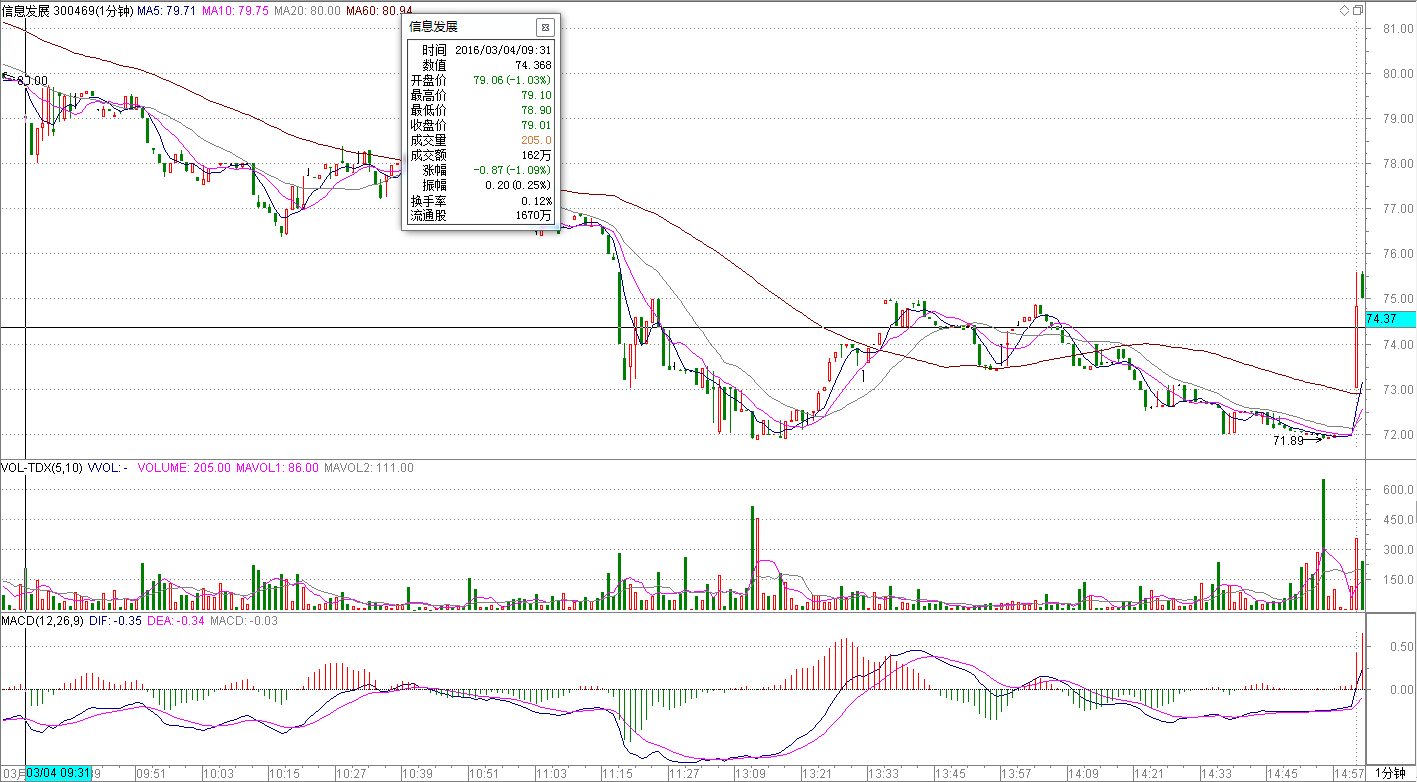 信息发展 300469(1分钟) MA5: 79.71 MA10: 79.75 MA20: 80.00 MA60: 80.94
信息发展
时间 2016/03/04/09:31
数值 74.368
开盘价 79.06(-1.03%)
最高价 79.10
最低价 78.90
收盘价 79.01
成交量 205.0
成交额 162万
涨幅 -0.87(-1.09%)
振幅 0.20(0.25%)
换手率 0.12%
流通股 1670万
81.00
80.00
79.00
78.00
77.00
76.00
75.00
74.37
74.00
73.00
72.00
80.00
71.89
VOL-TDX(5,10) VVOL: - VOLUME: 205.00 MAVOL1: 86.00 MAVOL2: 111.00
600.0
450.0
300.0
150.0
MACD(12,26,9) DIF: -0.35 DEA: -0.34 MACD: -0.03
0.50
0.00
03月 03/04 09:31 09:51 10:03 10:15 10:27 10:39 10:51 11:03 11:15 11:27 13:09 13:21 13:33 13:45 13:57 14:09 14:21 14:33 14:45 14:57 1分钟